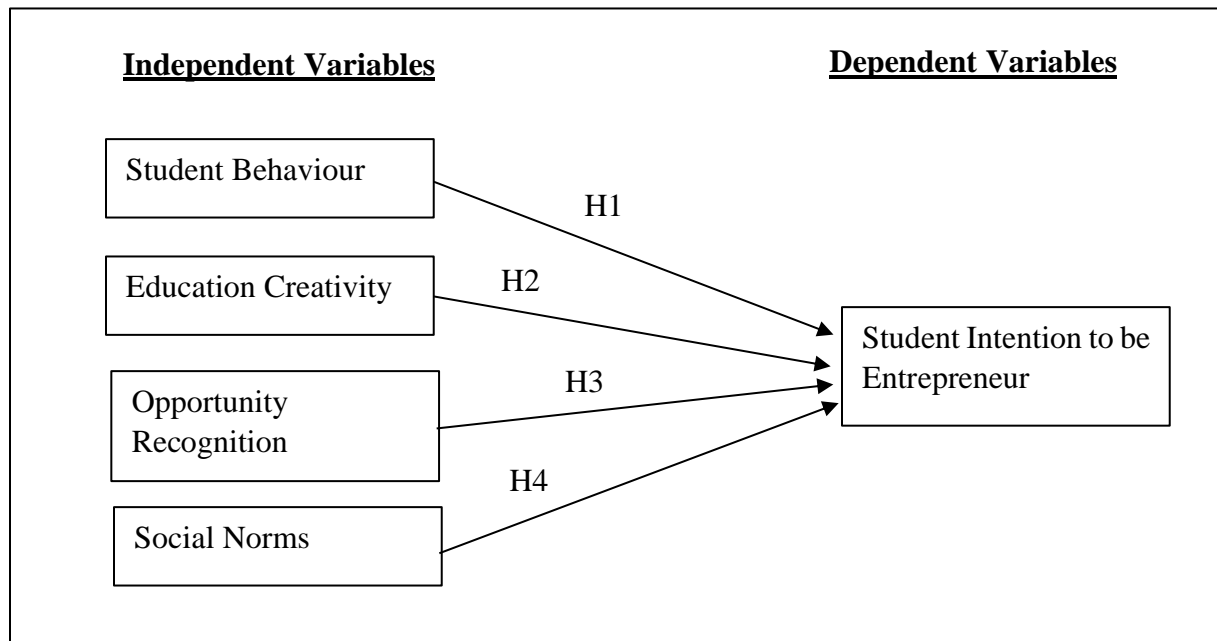 Independent Variables
Dependent Variables
Student Behaviour
H1
Education Creativity
H2
Student Intention to be
Entrepreneur
Opportunity
Recognition
H3
H4
Social Norms